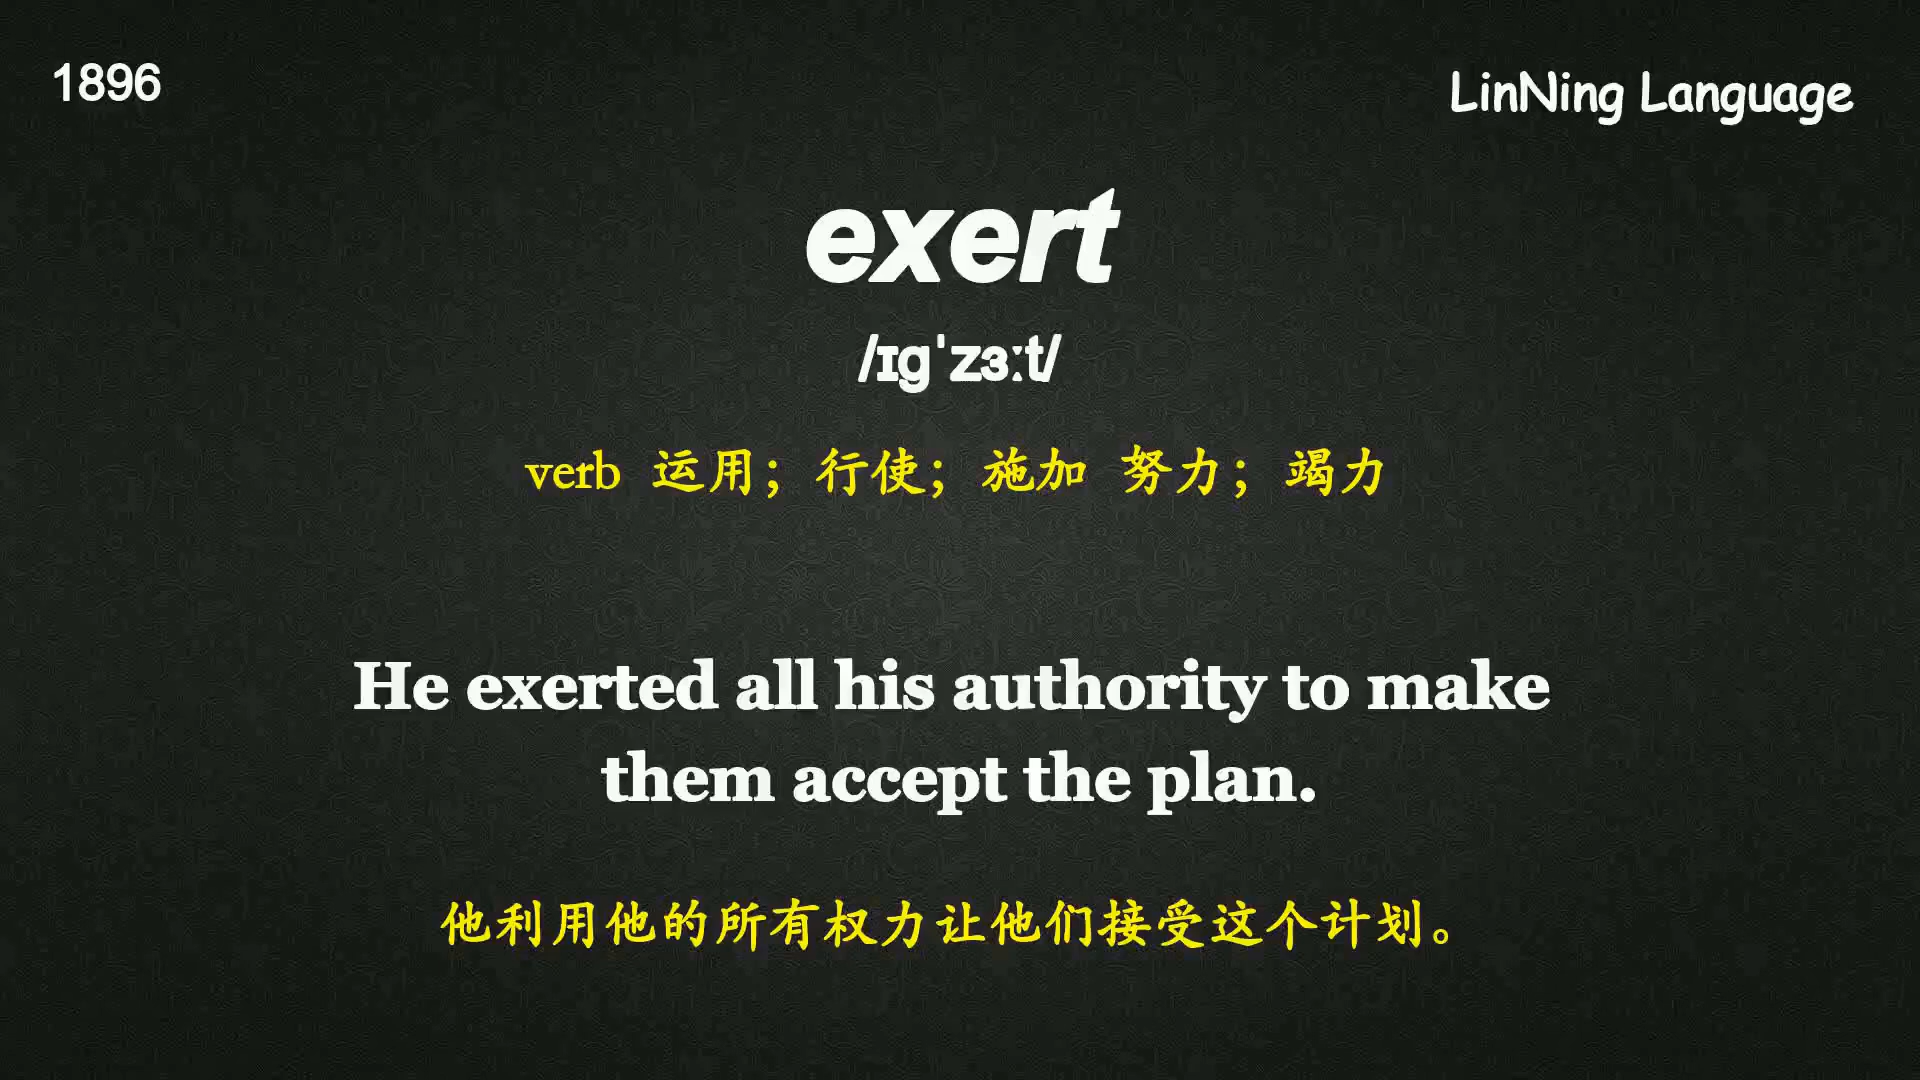 1896
LinNing Language
exert
/ɪgˈzɜːt/
verb 运用；行使；施加 努力；竭力
He exerted all his authority to make
them accept the plan.
他利用他的所有权力让他们接受这个计划。